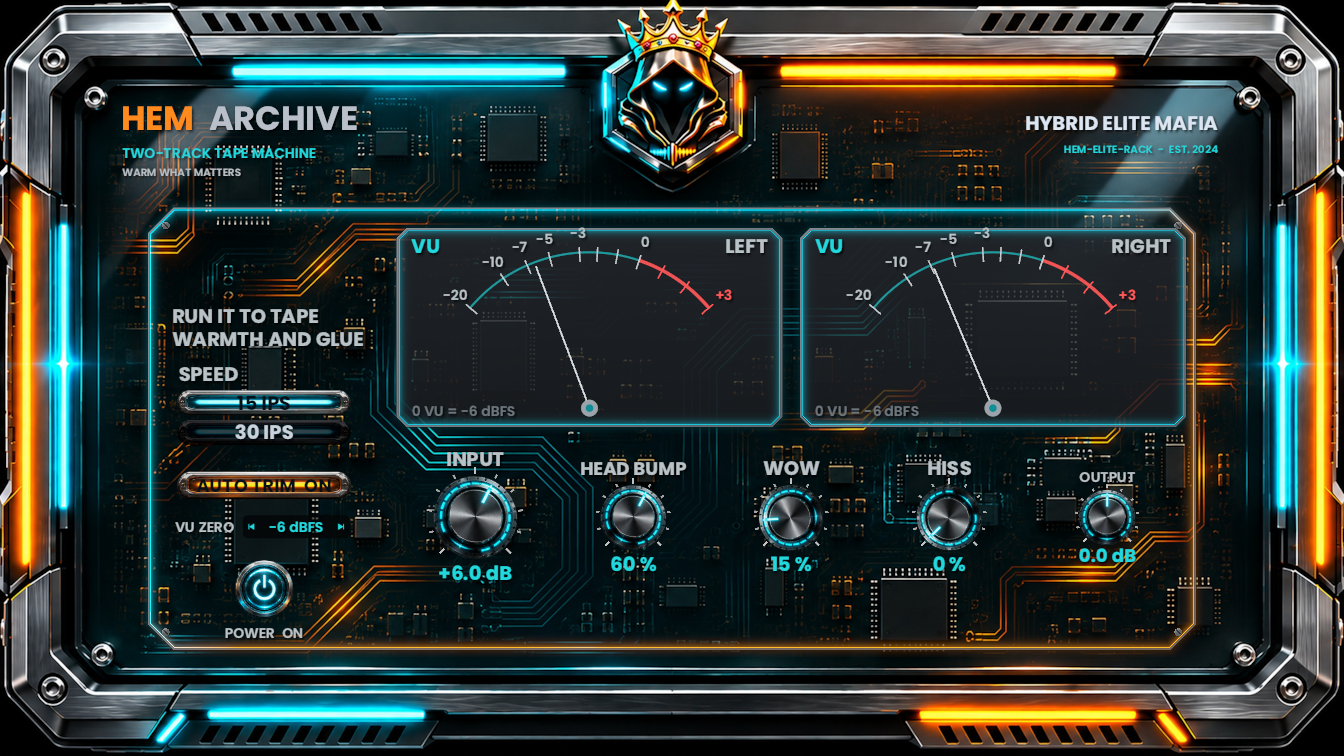 HEM ARCHIVE
TWO-TRACK TAPE MACHINE
WARM WHAT MATTERS
HYBRID ELITE MAFIA
HEM-ELITE-RACK - EST. 2024
VU
LEFT
-20
-10
-7
-5
-3
0
+3
0 VU = -6 dBFS
VU
RIGHT
-20
-10
-7
-5
-3
0
+3
0 VU = -6 dBFS
RUN IT TO TAPE
WARMTH AND GLUE
SPEED
15 IPS
30 IPS
AUTO TRIM ON
VU ZERO
-6 dBFS
POWER ON
INPUT
+6.0 dB
HEAD BUMP
60 %
WOW
15 %
HISS
0 %
OUTPUT
0.0 dB